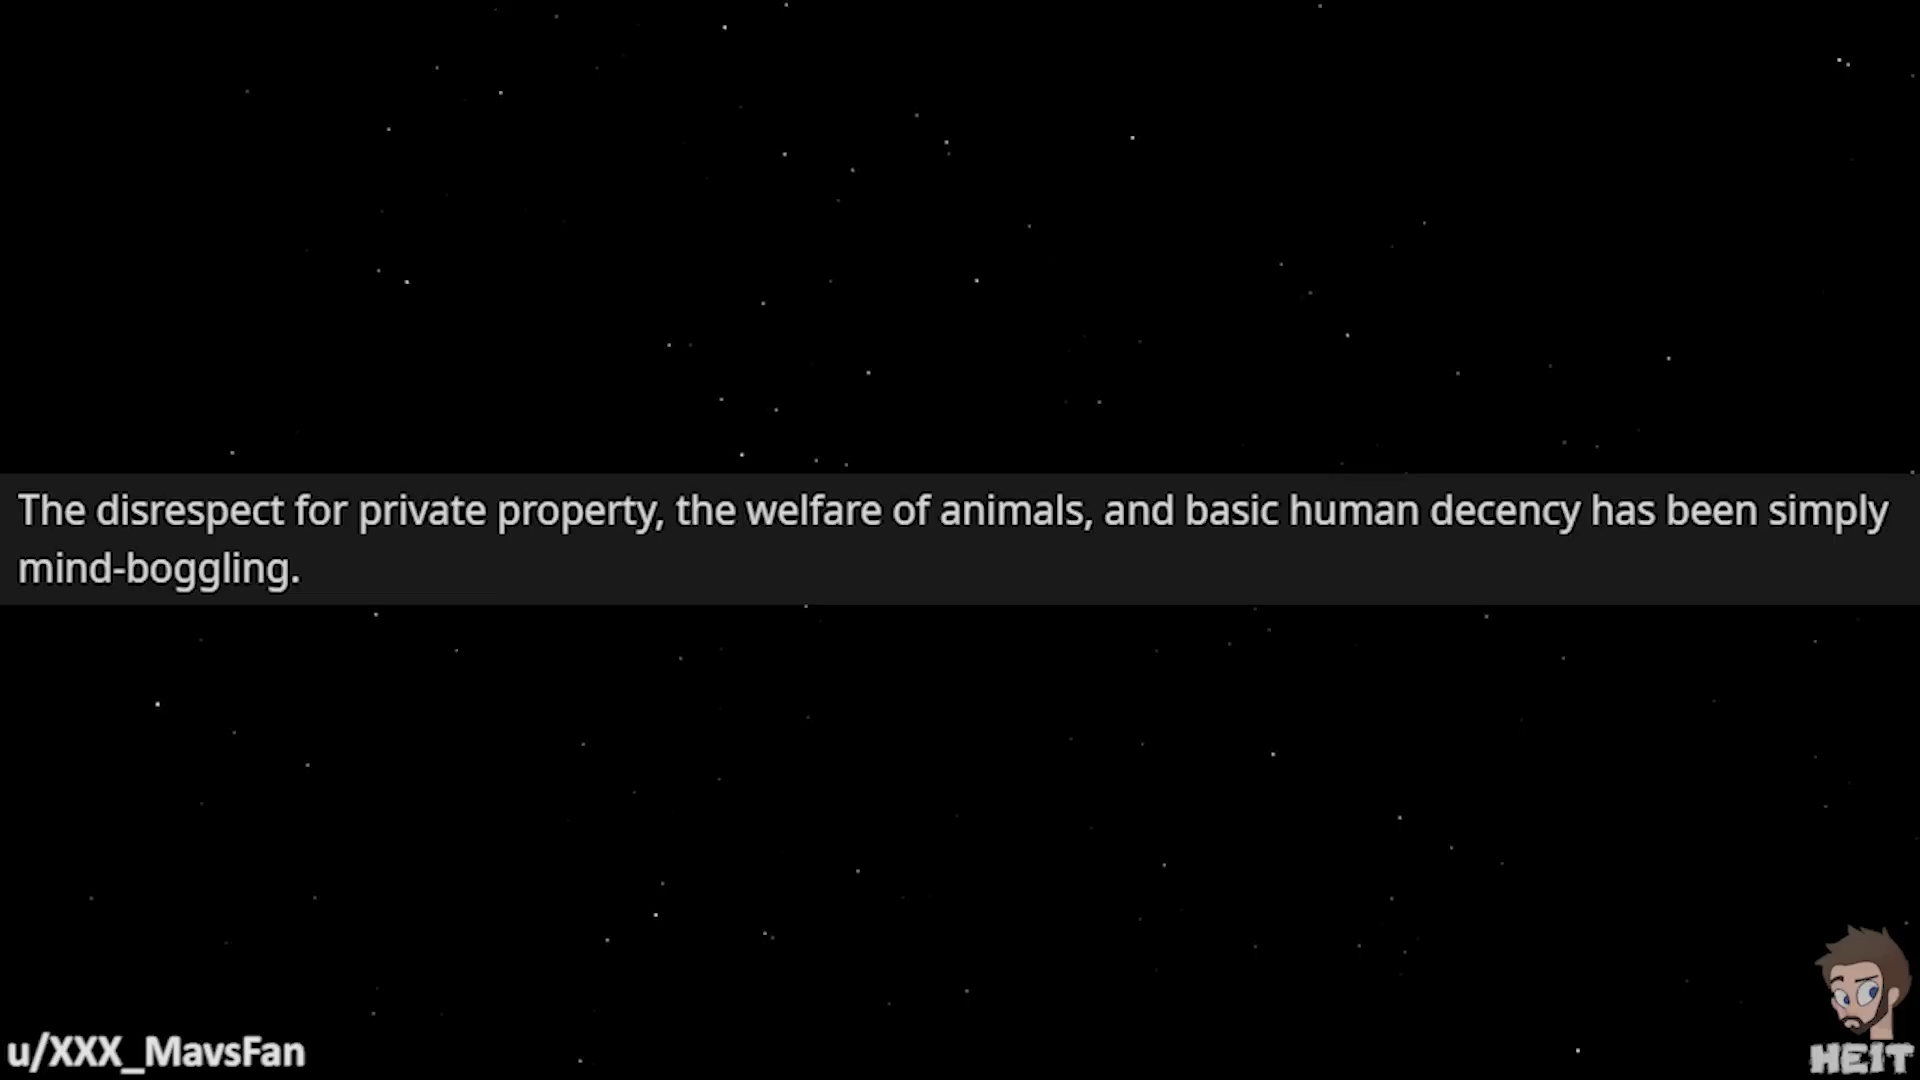 The disrespect for private property, the welfare of animals, and basic human decency has been simply
mind-boggling.
u/XXX_MavsFan
HEIT